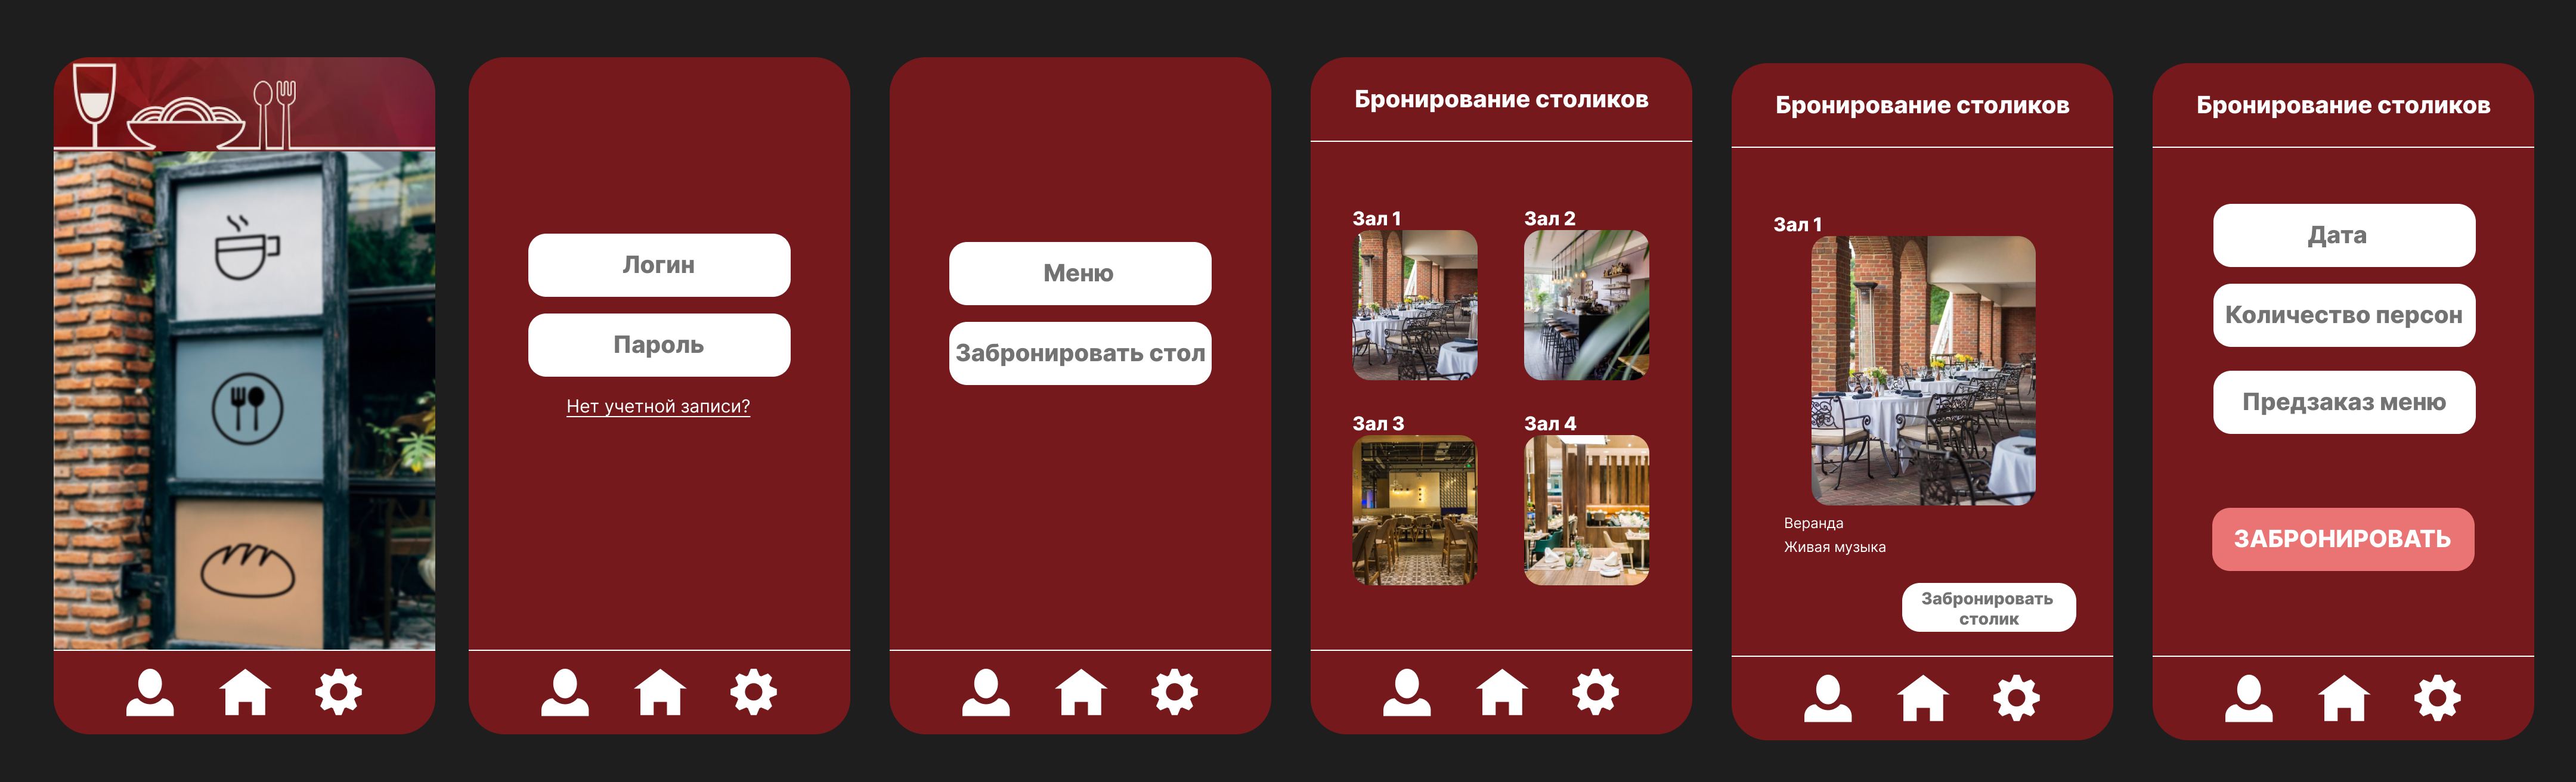 Логин
Пароль
Нет учетной записи?
Меню
Забронировать стол
Бронирование столиков
Зал 1
Зал 2
Зал 3
Зал 4
Бронирование столиков
Зал 1
Веранда
Живая музыка
Забронировать
столик
Бронирование столиков
Дата
Количество персон
Предзаказ меню
ЗАБРОНИРОВАТЬ